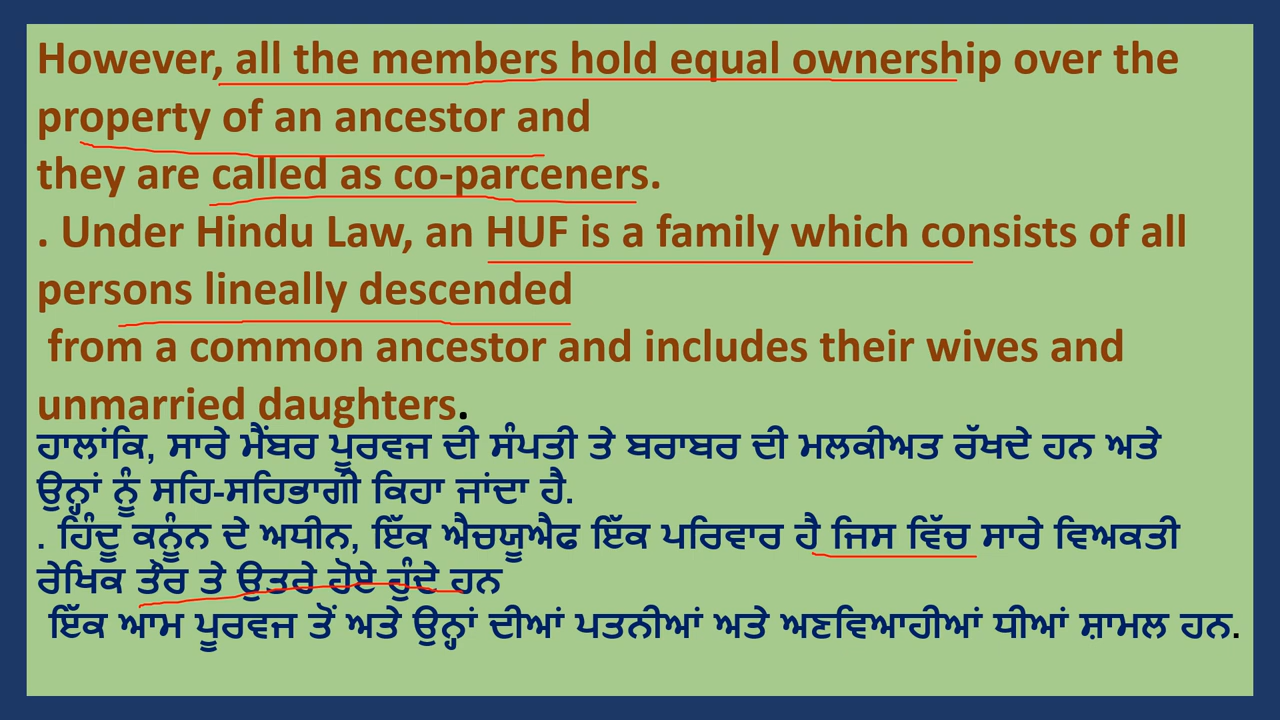 However, all the members hold equal ownership over the
property of an ancestor and
they are called as co-parceners.
. Under Hindu Law, an HUF is a family which consists of all
persons lineally descended
from a common ancestor and includes their wives and
unmarried daughters.
ਹਾਲਾਂਕਿ, ਸਾਰੇ ਮੈਂਬਰ ਪੂਰਵਜ ਦੀ ਸੰਪਤੀ ਤੇ ਬਰਾਬਰ ਦੀ ਮਲਕੀਅਤ ਰੱਖਦੇ ਹਨ ਅਤੇ
ਉਨ੍ਹਾਂ ਨੂੰ ਸਹਿ-ਸਹਿਭਾਗੀ ਕਿਹਾ ਜਾਂਦਾ ਹੈ.
. ਹਿੰਦੂ ਕਨੂੰਨ ਦੇ ਅਧੀਨ, ਇੱਕ ਐਚਯੂਐਫ ਇੱਕ ਪਰਿਵਾਰ ਹੈ ਜਿਸ ਵਿੱਚ ਸਾਰੇ ਵਿਅਕਤੀ
ਰੇਖਿਕ ਤੌਰ ਤੇ ਉਤਰੇ ਹੋਏ ਹੁੰਦੇ ਹਨ
ਇੱਕ ਆਮ ਪੂਰਵਜ ਤੋਂ ਅਤੇ ਉਨ੍ਹਾਂ ਦੀਆਂ ਪਤਨੀਆਂ ਅਤੇ ਅਣਵਿਆਹੀਆਂ ਧੀਆਂ ਸ਼ਾਮਲ ਹਨ.